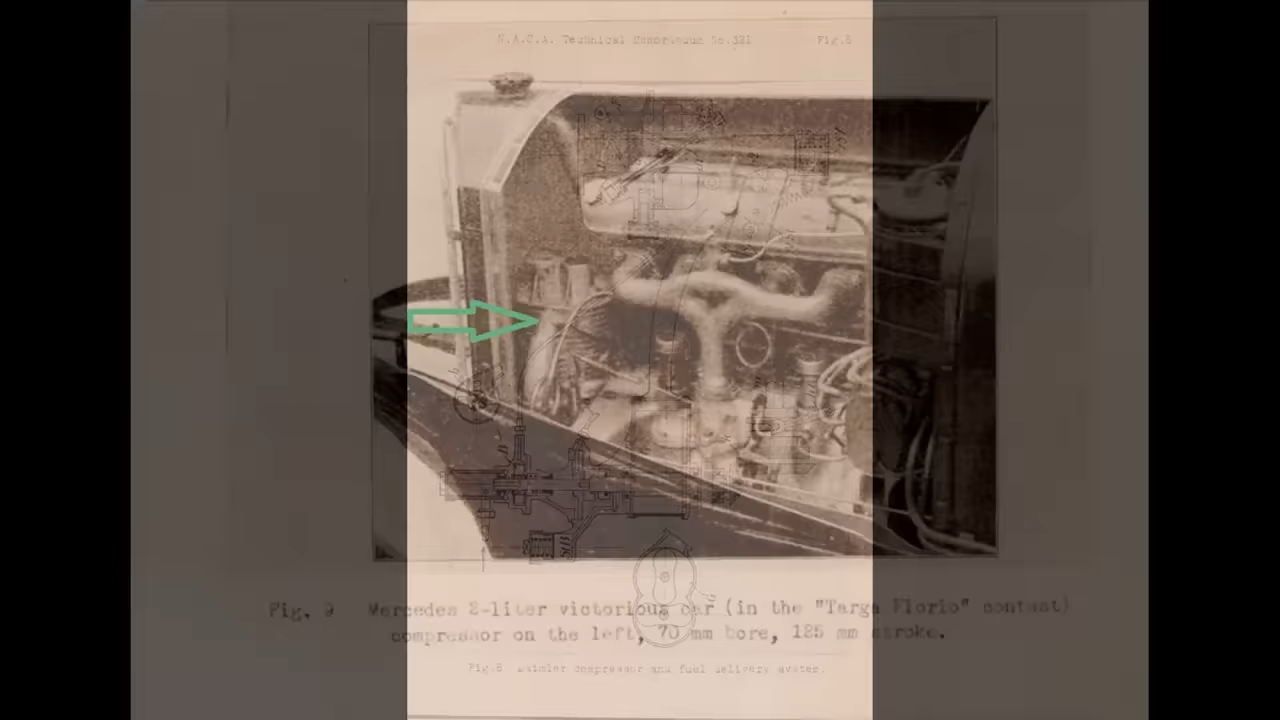 N.A.C.A. Technical Memorandum No.321 Fig.8
Fig. 9 Mercedes 2-liter victorious car (in the "Targa Florio" contest)
compressor on the left, 70 mm bore, 125 mm stroke.
Fig.8 Daimler compressor and fuel delivery system.